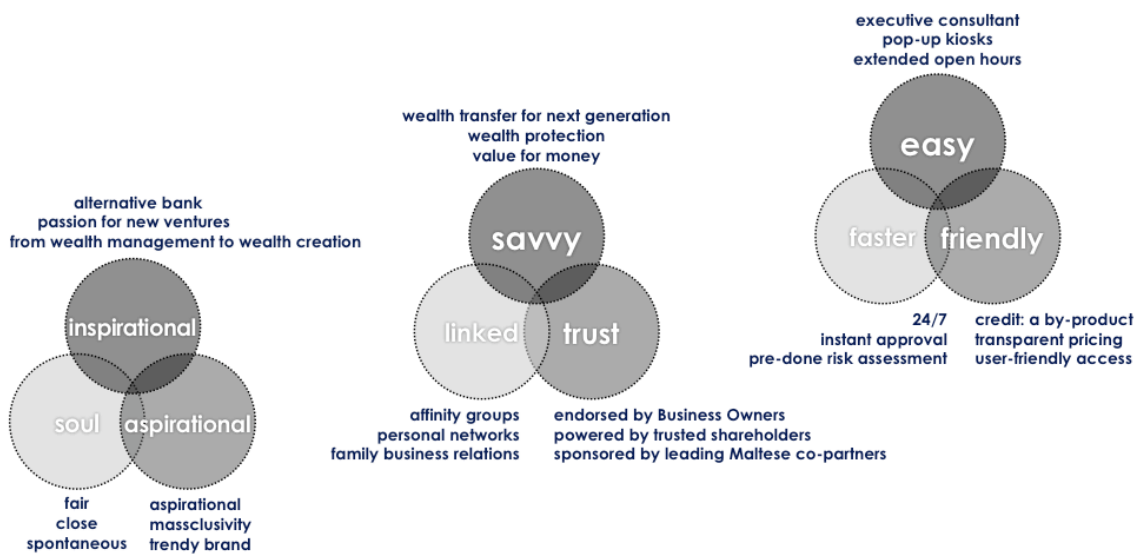 alternative bank
passion for new ventures
from wealth management to wealth creation
inspirational
soul
aspirational
fair
close
spontaneous
aspirational
massclusivity
trendy brand
wealth transfer for next generation
wealth protection
value for money
savvy
linked
trust
affinity groups
personal networks
family business relations
endorsed by Business Owners
powered by trusted shareholders
sponsored by leading Maltese co-partners
executive consultant
pop-up kiosks
extended open hours
easy
faster
friendly
24/7
instant approval
pre-done risk assessment
credit: a by-product
transparent pricing
user-friendly access